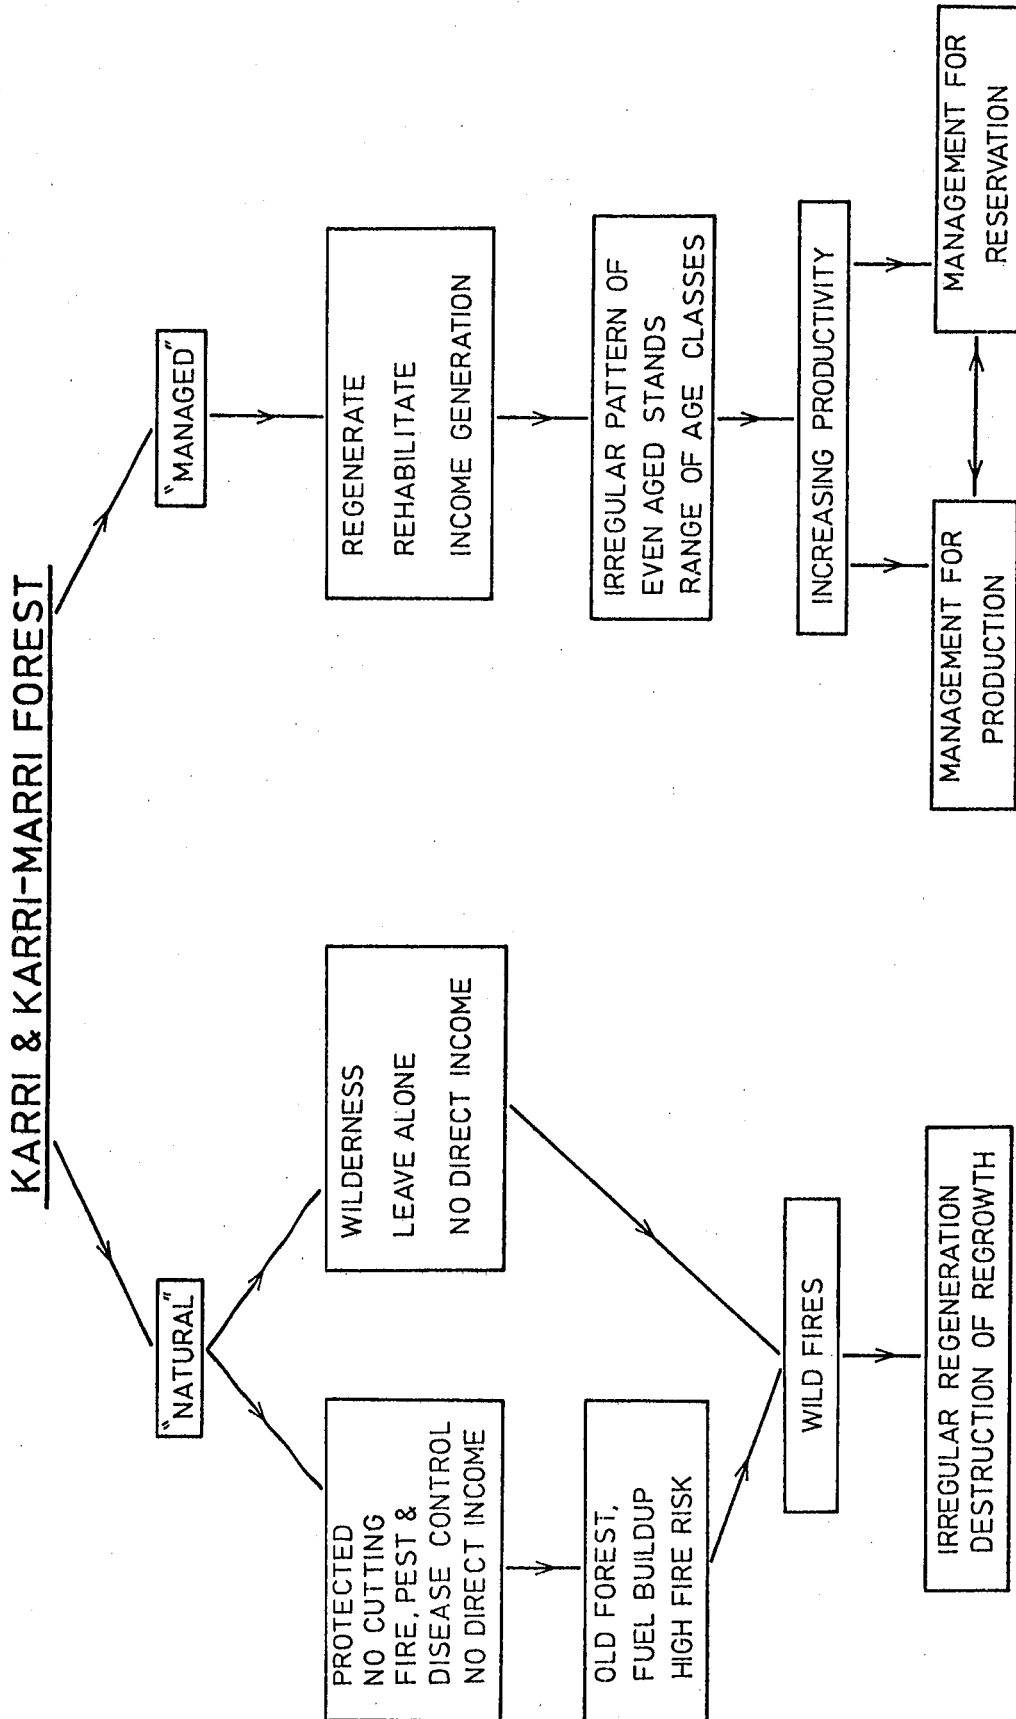 KARRI & KARRI-MARRI FOREST
"NATURAL"
"MANAGED"
PROTECTED
NO CUTTING
FIRE, PEST &
DISEASE CONTROL
NO DIRECT INCOME
WILDERNESS
LEAVE ALONE
NO DIRECT INCOME
REGENERATE
REHABILITATE
INCOME GENERATION
OLD FOREST,
FUEL BUILDUP
HIGH FIRE RISK
IRREGULAR PATTERN OF
EVEN AGED STANDS
RANGE OF AGE CLASSES
WILD FIRES
INCREASING PRODUCTIVITY
IRREGULAR REGENERATION
DESTRUCTION OF REGROWTH
MANAGEMENT FOR
PRODUCTION
MANAGEMENT FOR
RESERVATION